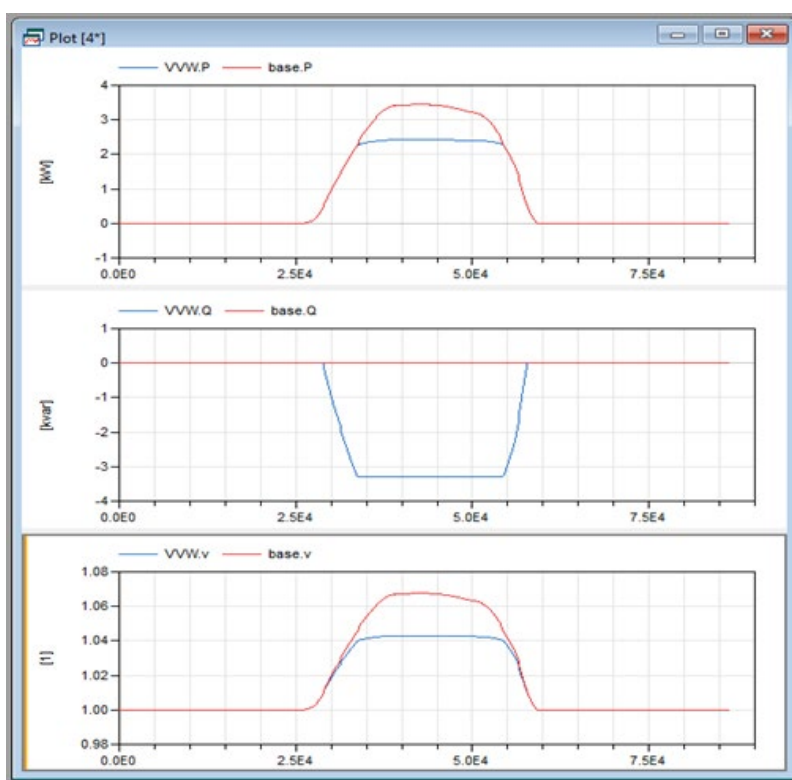 Plot [4*]
VVW.P base.P
4
3
2
1
0
-1
[kW]
0.0E0 2.5E4 5.0E4 7.5E4
VVW.Q base.Q
1
0
-1
-2
-3
-4
[kvar]
0.0E0 2.5E4 5.0E4 7.5E4
VVW.v base.v
1.08
1.06
1.04
1.02
1.00
0.98
[1]
0.0E0 2.5E4 5.0E4 7.5E4